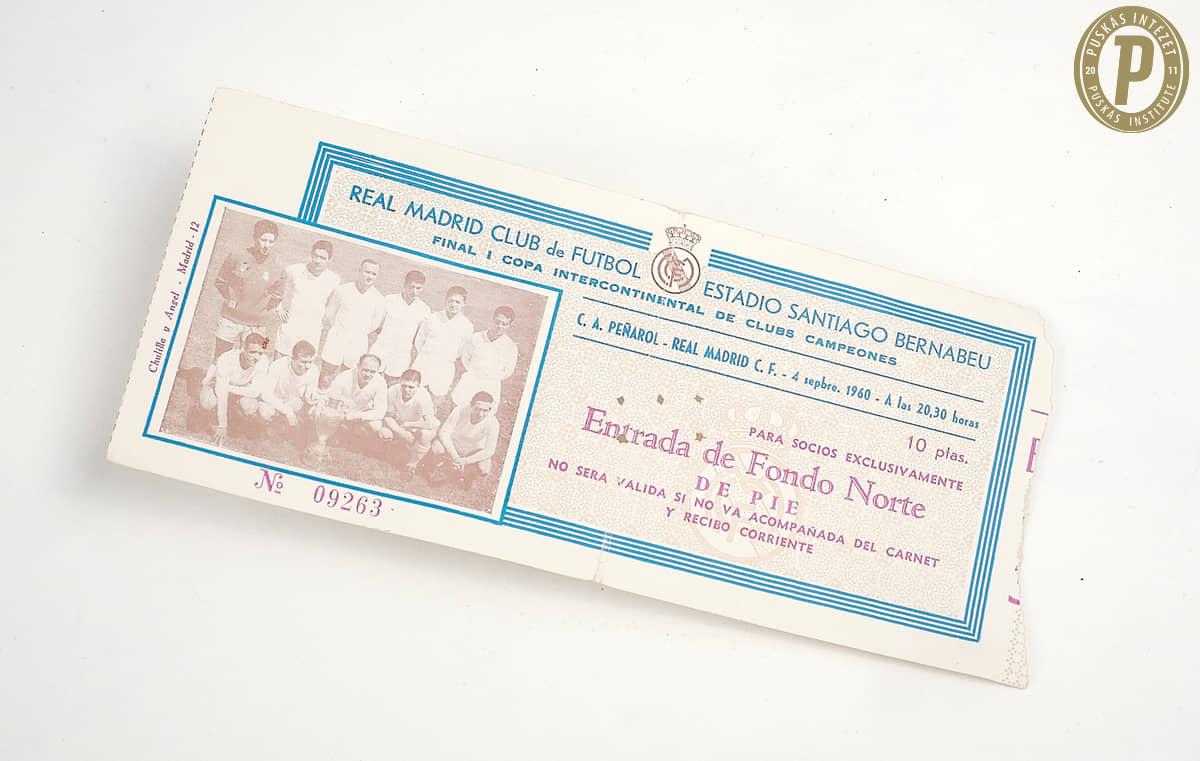 PUSKÁS INTÉZET
20 11
P
PUSKÁS INSTITUTE
REAL MADRID CLUB de FUTBOL
ESTADIO SANTIAGO BERNABEU
FINAL I COPA INTERCONTINENTAL DE CLUBS CAMPEONES
C. A. PEÑAROL - REAL MADRID C. F. - 4 sepbre. 1960 - A las 20,30 horas
10 ptas.
PARA SOCIOS EXCLUSIVAMENTE
Entrada de Fondo Norte
DE PIE
NO SERA VALIDA SI NO VA ACOMPAÑADA DEL CARNET
Y RECIBO CORRIENTE
Chulilla y Angel - Madrid - 12
Nº 09263